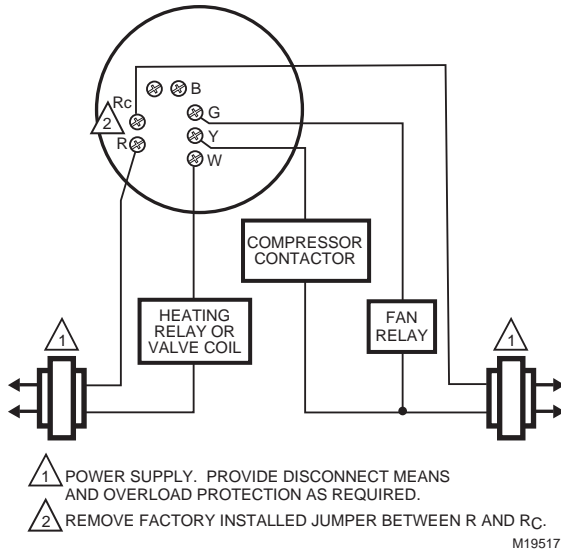 B
Rc
G
2
Y
R
W
COMPRESSOR
CONTACTOR
HEATING
RELAY OR
VALVE COIL
FAN
RELAY
1
1
1 POWER SUPPLY. PROVIDE DISCONNECT MEANS
AND OVERLOAD PROTECTION AS REQUIRED.
2 REMOVE FACTORY INSTALLED JUMPER BETWEEN R AND RC.
M19517